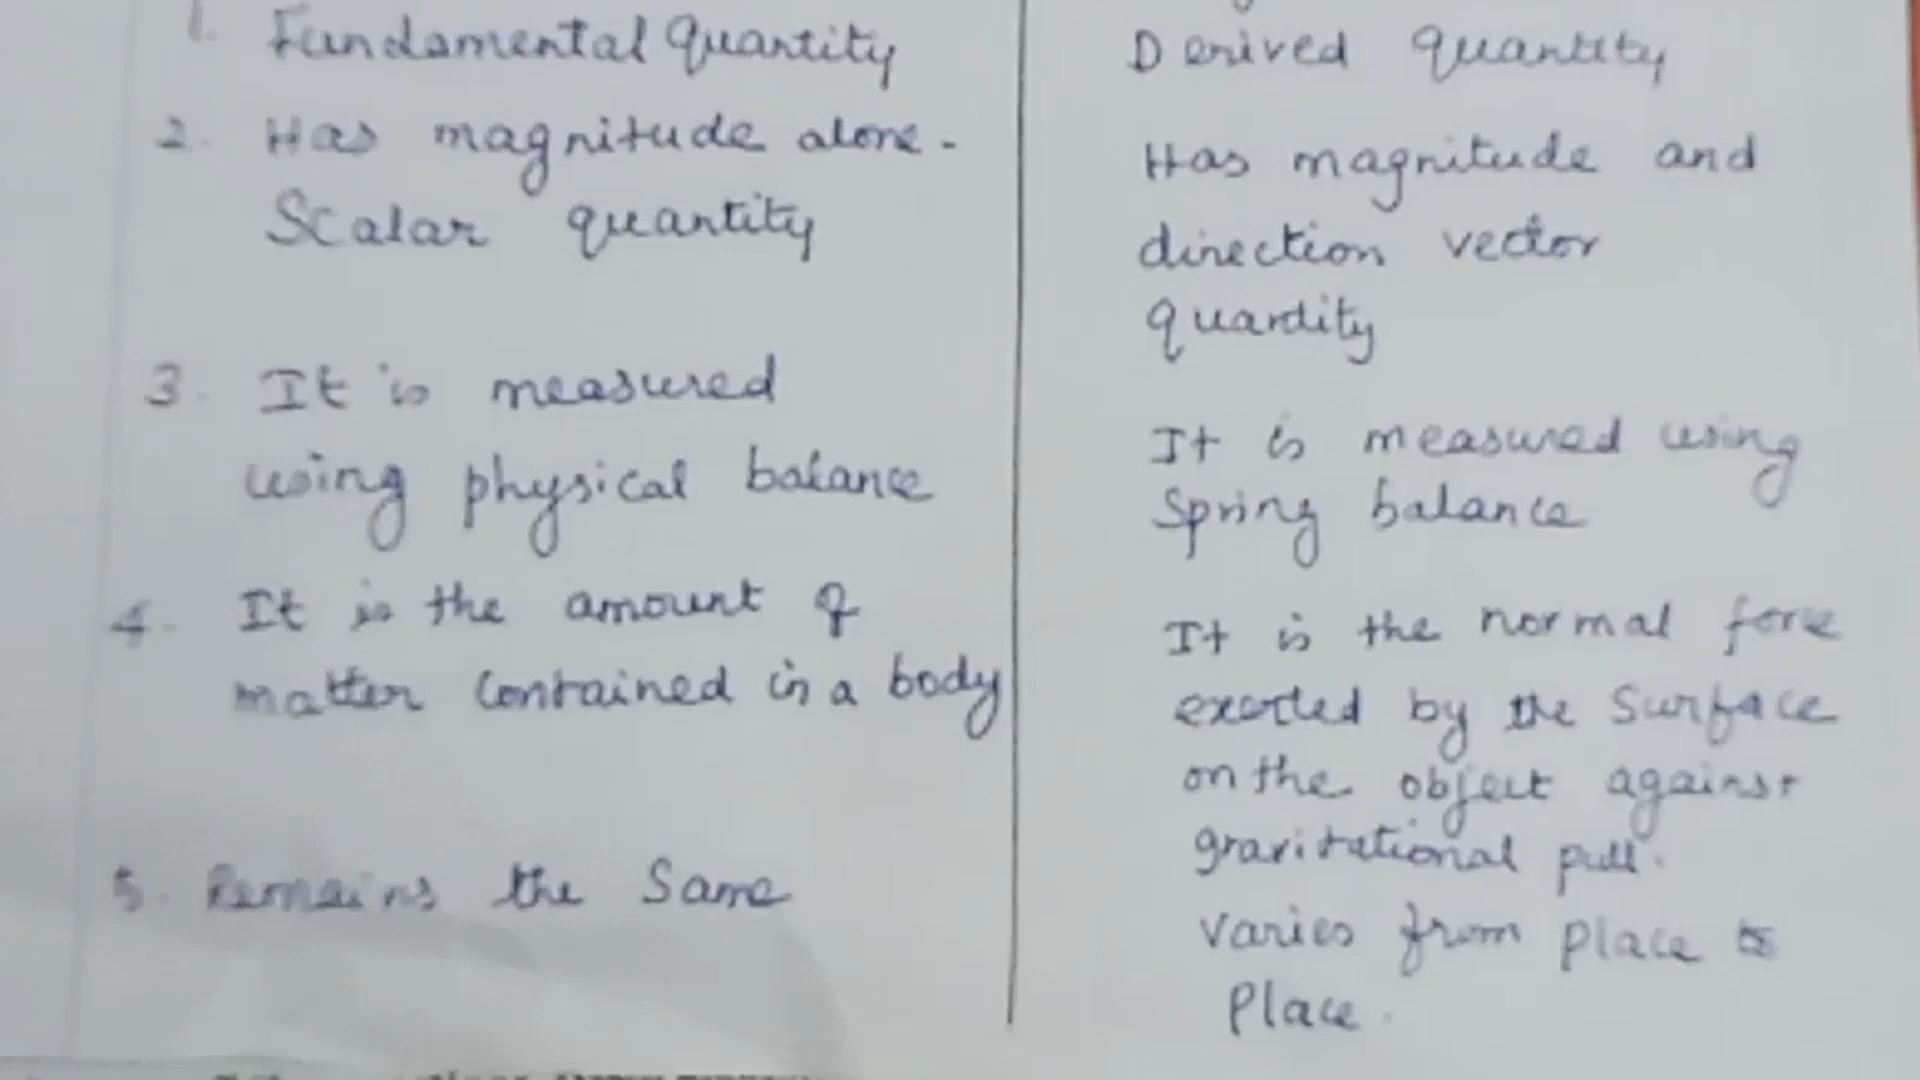 1. Fundamental Quantity
2. Has magnitude alone -
Scalar quantity
3. It is measured
using physical balance
4. It is the amount of
matter contained in a body
5. Remains the Same
Derived quantity
Has magnitude and
direction vector
quantity
It is measured using
Spring balance
It is the normal force
exerted by the Surface
on the object against
gravitational pull.
varies from place to
Place.